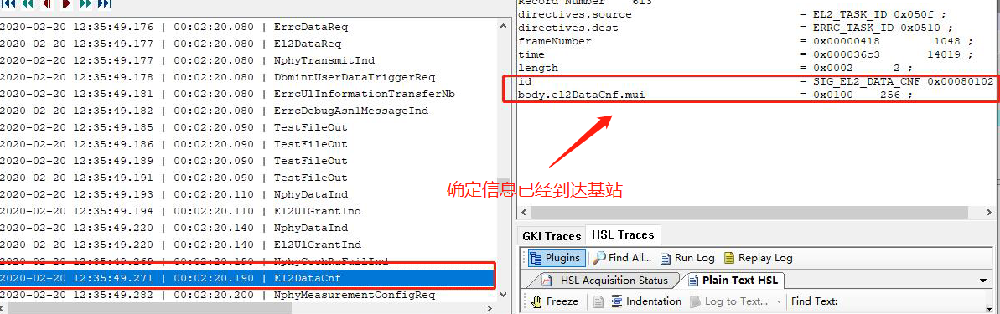 2020-02-20 12:35:49.176 | 00:02:20.080 | ErrcDataReq
2020-02-20 12:35:49.177 | 00:02:20.080 | El2DataReq
2020-02-20 12:35:49.177 | 00:02:20.080 | NphyTransmitInd
2020-02-20 12:35:49.178 | 00:02:20.080 | DbmintUserDataTriggerReq
2020-02-20 12:35:49.181 | 00:02:20.080 | ErrcUlInformationTransferNb
2020-02-20 12:35:49.182 | 00:02:20.080 | ErrcDebugAsn1MessageInd
2020-02-20 12:35:49.185 | 00:02:20.090 | TestFileOut
2020-02-20 12:35:49.186 | 00:02:20.090 | TestFileOut
2020-02-20 12:35:49.189 | 00:02:20.090 | TestFileOut
2020-02-20 12:35:49.191 | 00:02:20.090 | TestFileOut
2020-02-20 12:35:49.193 | 00:02:20.110 | NphyDataInd
2020-02-20 12:35:49.194 | 00:02:20.110 | El2UlGrantInd
2020-02-20 12:35:49.220 | 00:02:20.140 | NphyDataInd
2020-02-20 12:35:49.220 | 00:02:20.140 | El2UlGrantInd
2020-02-20 12:35:49.269 | 00:02:20.190 |
2020-02-20 12:35:49.271 | 00:02:20.190 | El2DataCnf
2020-02-20 12:35:49.282 | 00:02:20.200 | NphyMeasurementConfigReq
Record Number 613
directives.source = EL2_TASK_ID 0x050f ;
directives.dest = ERRC_TASK_ID 0x0510 ;
frameNumber = 0x00000418 1048 ;
time = 0x000036c3 14019 ;
length = 0x0002 2 ;
id = SIG_EL2_DATA_CNF 0x00080102
body.el2DataCnf.mui = 0x0100 256 ;
确定信息已经到达基站
GKI Traces HSL Traces
Plugins Find All... Run Log Replay Log
HSL Acquisition Status Plain Text HSL
Freeze Indentation Log to Text... Find Text: